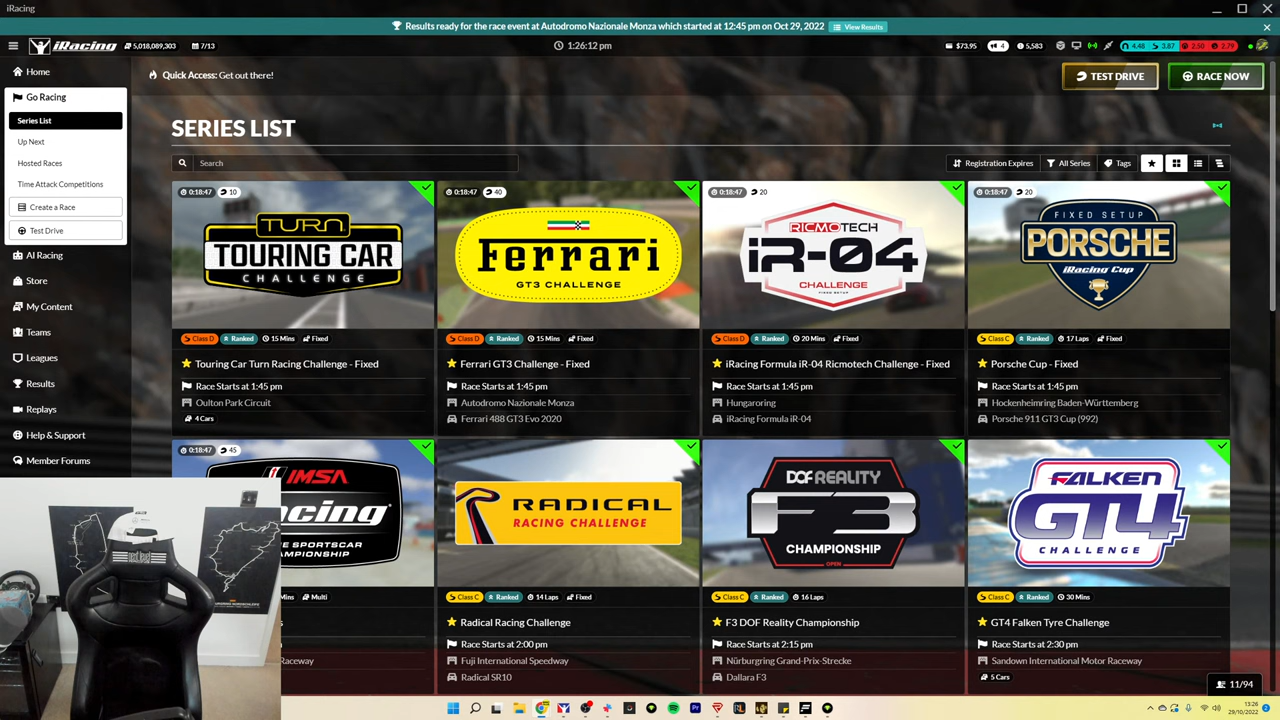 iRacing
Results ready for the race event at Autodromo Nazionale Monza which started at 12:45 pm on Oct 29, 2022 View Results
iRacing 5,018,089,303 7/13 1:26:12 pm $73.95 4 5,583 4.48 3.87 2.50 2.79
Home
Go Racing
Series List
Up Next
Hosted Races
Time Attack Competitions
Create a Race
Test Drive
AI Racing
Store
My Content
Teams
Leagues
Results
Replays
Help & Support
Member Forums
Quick Access: Get out there!
TEST DRIVE
RACE NOW
SERIES LIST
Search
Registration Expires
All Series
Tags
0:18:47 10
TURN
TOURING CAR
CHALLENGE
Class D Ranked 15 Mins Fixed
Touring Car Turn Racing Challenge - Fixed
Race Starts at 1:45 pm
Oulton Park Circuit
4 Cars
0:18:47 40
Ferrari
GT3 CHALLENGE
Class D Ranked 15 Mins Fixed
Ferrari GT3 Challenge - Fixed
Race Starts at 1:45 pm
Autodromo Nazionale Monza
Ferrari 488 GT3 Evo 2020
0:18:47 20
RICMOTECH
iR-04
CHALLENGE
FIXED SETUP
Class D Ranked 20 Mins Fixed
iRacing Formula iR-04 Ricmotech Challenge - Fixed
Race Starts at 1:45 pm
Hungaroring
iRacing Formula iR-04
0:18:47 20
FIXED SETUP
PORSCHE
iRacing Cup
Class C Ranked 17 Laps Fixed
Porsche Cup - Fixed
Race Starts at 1:45 pm
Hockenheimring Baden-Württemberg
Porsche 911 GT3 Cup (992)
0:18:47 45
IMSA
Mins Multi
Raceway
RADICAL
RACING CHALLENGE
Class C Ranked 14 Laps Fixed
Radical Racing Challenge
Race Starts at 2:00 pm
Fuji International Speedway
Radical SR10
DOF REALITY
F3
CHAMPIONSHIP
OPEN
Class C Ranked 16 Laps
F3 DOF Reality Championship
Race Starts at 2:15 pm
Nürburgring Grand-Prix-Strecke
Dallara F3
FALKEN
GT4
CHALLENGE
Class C Ranked 30 Mins
GT4 Falken Tyre Challenge
Race Starts at 2:30 pm
Sandown International Motor Raceway
5 Cars
11/94
13:26
29/10/2022